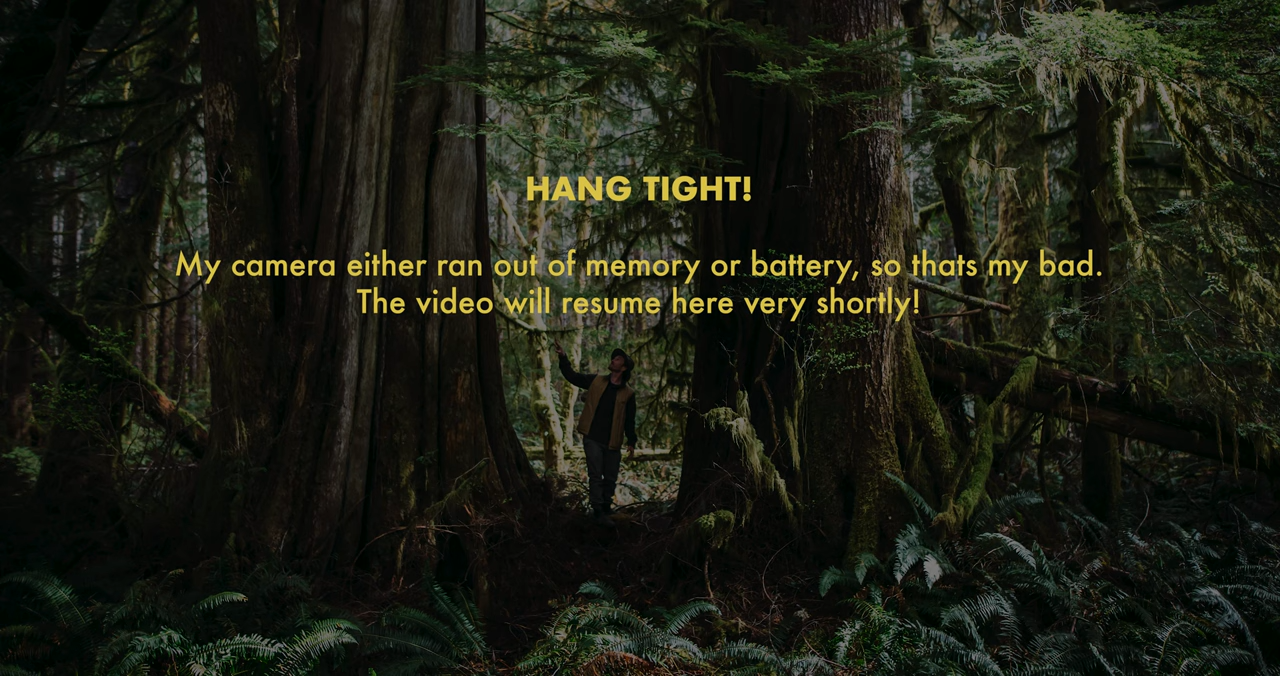 HANG TIGHT!
My camera either ran out of memory or battery, so thats my bad.
The video will resume here very shortly!